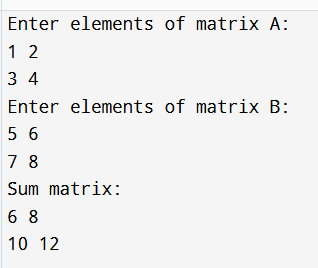 Enter elements of matrix A:
1 2
3 4
Enter elements of matrix B:
5 6
7 8
Sum matrix:
6 8
10 12